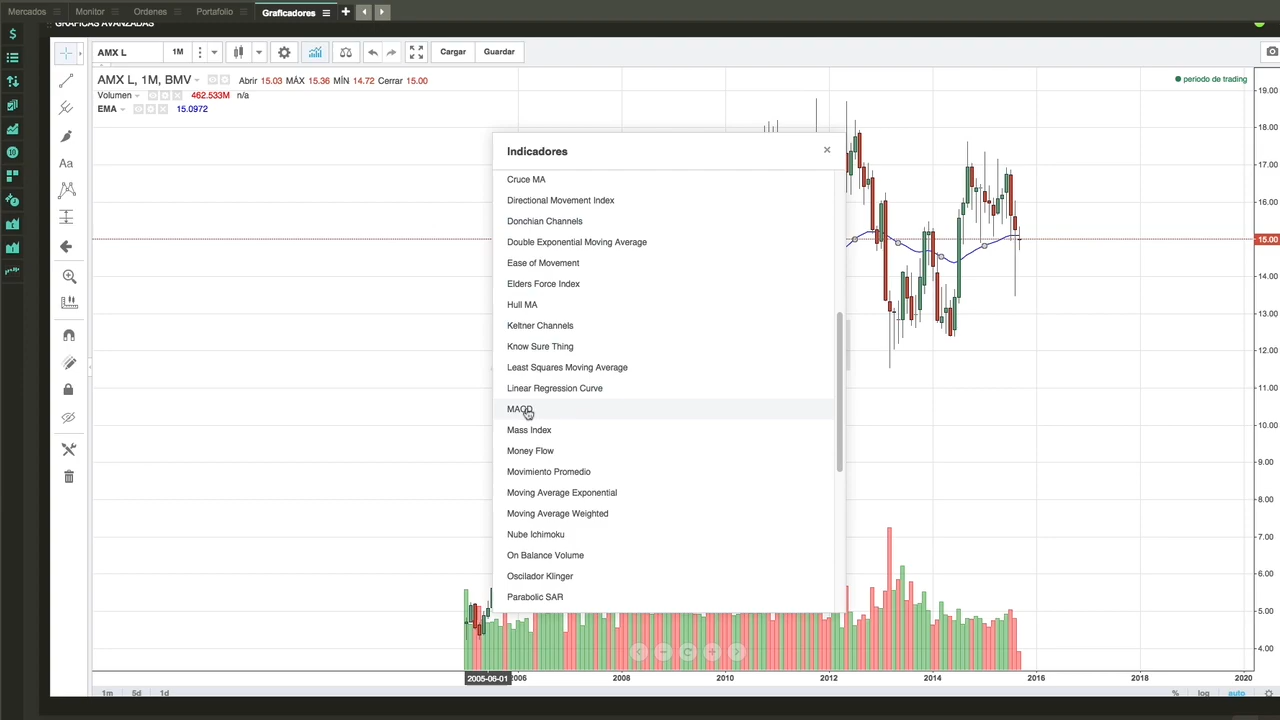 Mercados
Monitor
Ordenes
Portafolio
Graficadores
GRÁFICAS AVANZADAS
AMX L
1M
Cargar
Guardar
AMX L, 1M, BMV
Abrir 15.03 MÁX 15.36 MÍN 14.72 Cerrar 15.00
periodo de trading
Volumen
462.533M n/a
EMA
15.0972
Aa
Indicadores
Cruce MA
Directional Movement Index
Donchian Channels
Double Exponential Moving Average
Ease of Movement
Elders Force Index
Hull MA
Keltner Channels
Know Sure Thing
Least Squares Moving Average
Linear Regression Curve
MACD
Mass Index
Money Flow
Movimiento Promedio
Moving Average Exponential
Moving Average Weighted
Nube Ichimoku
On Balance Volume
Oscilador Klinger
Parabolic SAR
19.00
18.00
17.00
16.00
15.00
14.00
13.00
12.00
11.00
10.00
9.00
8.00
7.00
6.00
5.00
4.00
2005-06-01
2006
2008
2010
2012
2014
2016
2018
2020
1m 5d 1d
% log auto